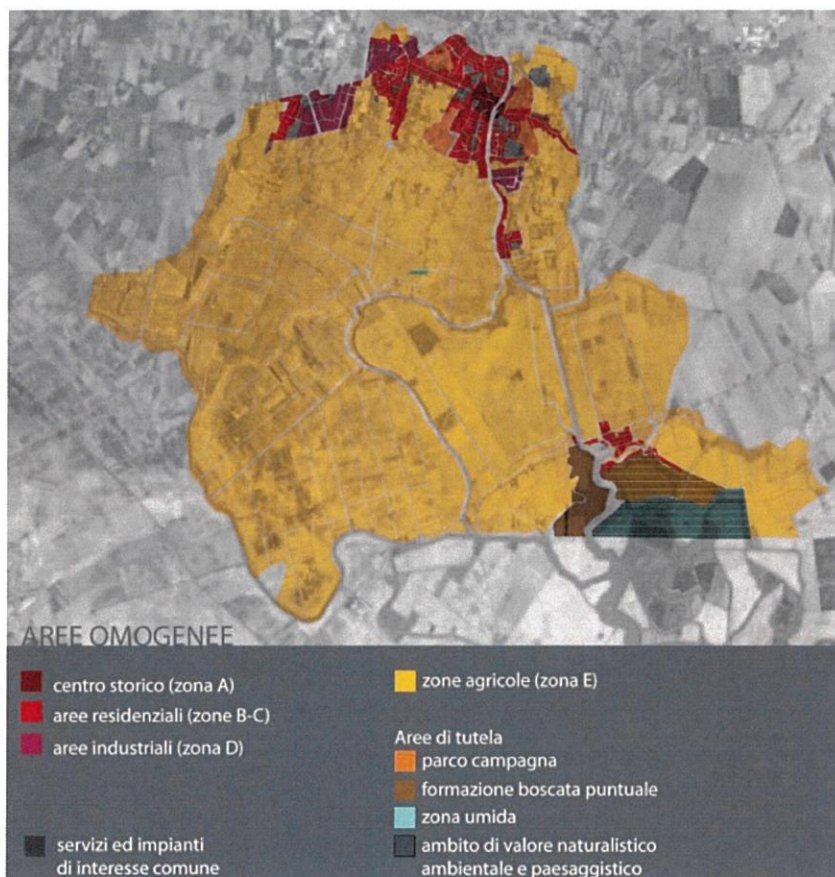 AREE OMOGENEE
centro storico (zona A)
aree residenziali (zone B-C)
aree industriali (zona D)
servizi ed impianti
di interesse comune
zone agricole (zona E)
Aree di tutela
parco campagna
formazione boscata puntuale
zona umida
ambito di valore naturalistico
ambientale e paesaggistico